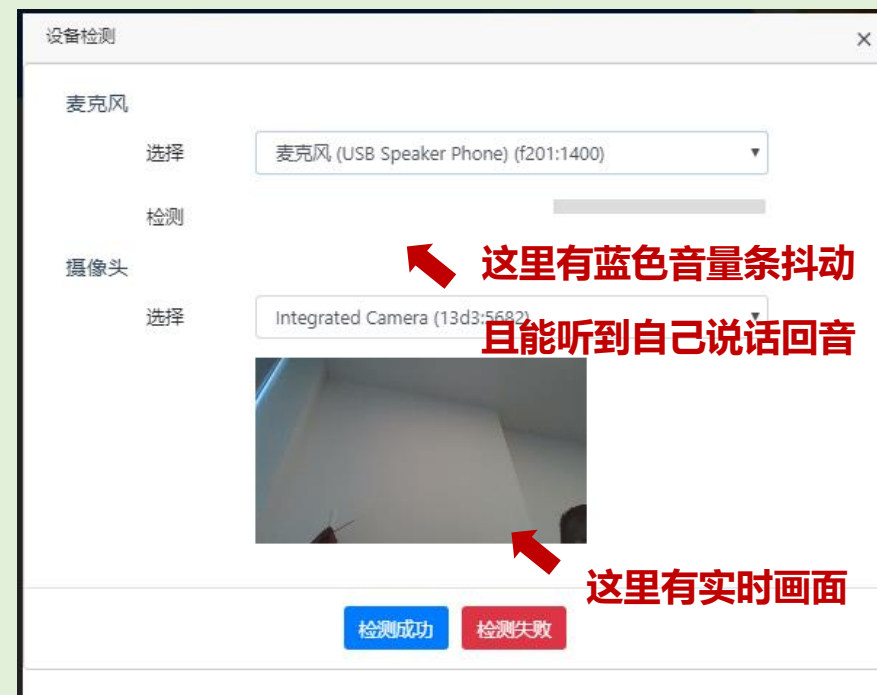 设备检测
×
麦克风
选择
麦克风 (USB Speaker Phone) (f201:1400)
检测
这里有蓝色音量条抖动
摄像头
选择
Integrated Camera (13d3:5682)
且能听到自己说话回音
这里有实时画面
检测成功
检测失败